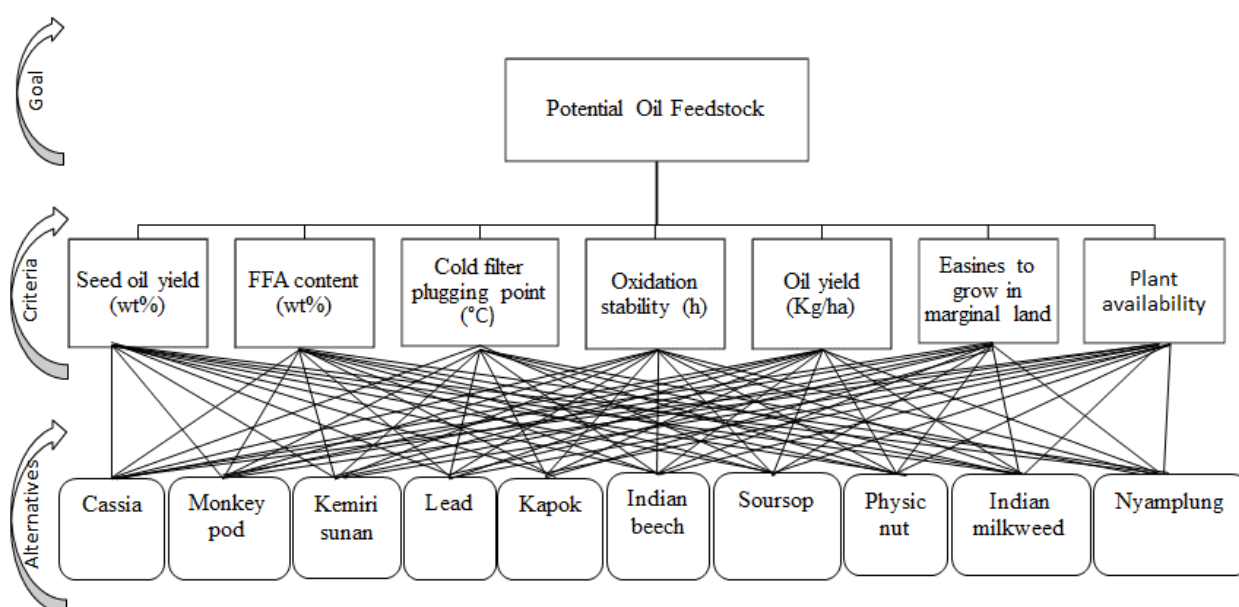 Goal
Potential Oil Feedstock
Criteria
Seed oil yield
(wt%)
FFA content
(wt%)
Cold filter
plugging point
(°C)
Oxidation
stability (h)
Oil yield
(Kg/ha)
Easines to
grow in
marginal land
Plant
availability
Alternatives
Cassia
Monkey
pod
Kemiri
sunan
Lead
Kapok
Indian
beech
Soursop
Physic
nut
Indian
milkweed
Nyamplung